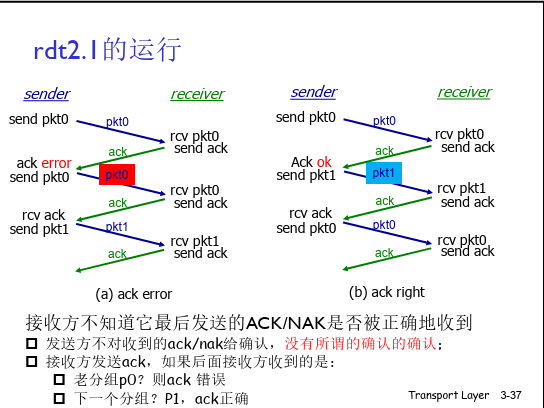 rdt2.1的运行
sender receiver
send pkt0
pkt0
rcv pkt0
send ack
ack
ack error
send pkt0
pkt0
rcv pkt0
send ack
ack
rcv ack
send pkt1
pkt1
rcv pkt1
send ack
ack
(a) ack error
sender receiver
send pkt0
pkt0
rcv pkt0
send ack
ack
Ack ok
send pkt1
pkt1
rcv pkt1
send ack
ack
rcv ack
send pkt0
pkt0
rcv pkt0
send ack
ack
(b) ack right
接收方不知道它最后发送的ACK/NAK是否被正确地收到
发送方不对收到的ack/nak给确认，没有所谓的确认的确认；
接收方发送ack，如果后面接收方收到的是：
老分组p0？则ack 错误
下一个分组？P1，ack正确
Transport Layer 3-37